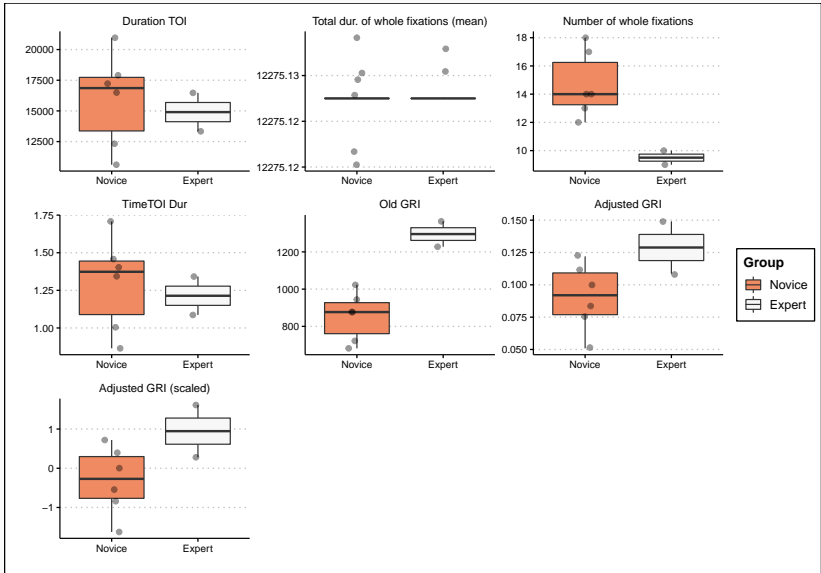 Duration TOI
20000
17500
15000
12500
Novice
Expert
Total dur. of whole fixations (mean)
12275.13
12275.12
12275.12
Novice
Expert
Number of whole fixations
18
16
14
12
10
Novice
Expert
TimeTOI Dur
1.75
1.50
1.25
1.00
Novice
Expert
Old GRI
1200
1000
800
Novice
Expert
Adjusted GRI
0.150
0.125
0.100
0.075
0.050
Novice
Expert
Group
Novice
Expert
Adjusted GRI (scaled)
1
0
−1
Novice
Expert